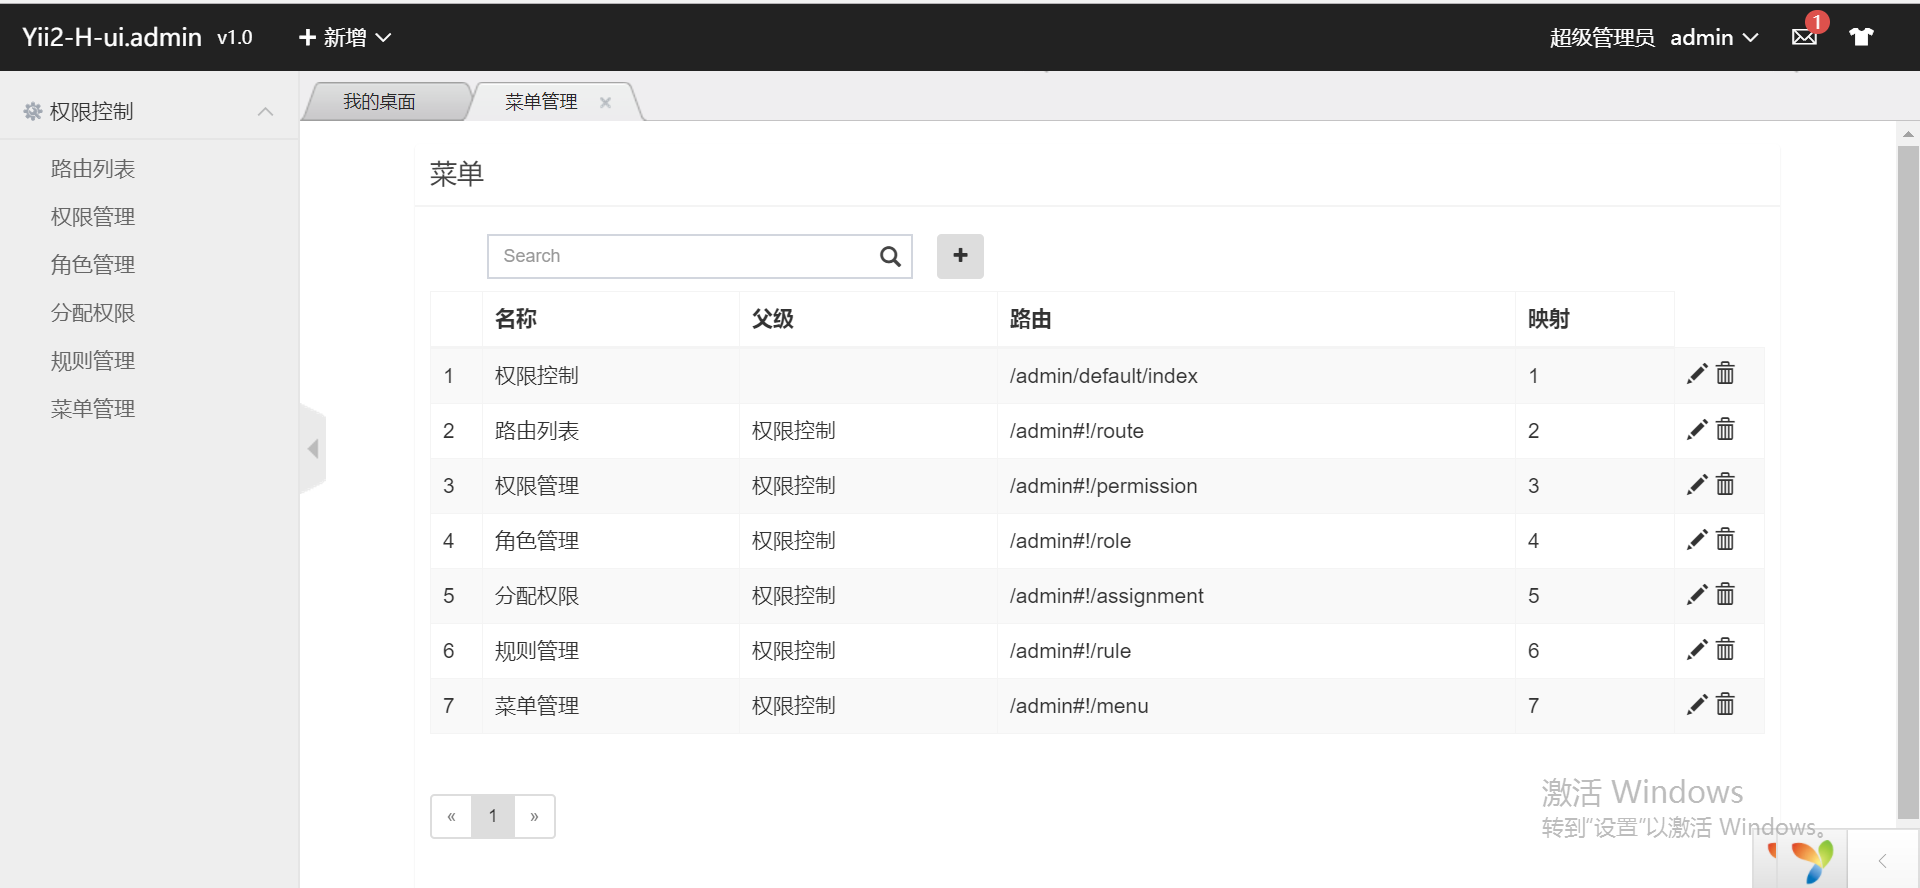 Yii2-H-ui.admin v1.0 新增 超级管理员 admin 1
权限控制
路由列表
权限管理
角色管理
分配权限
规则管理
菜单管理
我的桌面 菜单管理
菜单
Search
名称 父级 路由 映射
1 权限控制 /admin/default/index 1
2 路由列表 权限控制 /admin#!/route 2
3 权限管理 权限控制 /admin#!/permission 3
4 角色管理 权限控制 /admin#!/role 4
5 分配权限 权限控制 /admin#!/assignment 5
6 规则管理 权限控制 /admin#!/rule 6
7 菜单管理 权限控制 /admin#!/menu 7
« 1 »
激活 Windows
转到“设置”以激活 Windows。